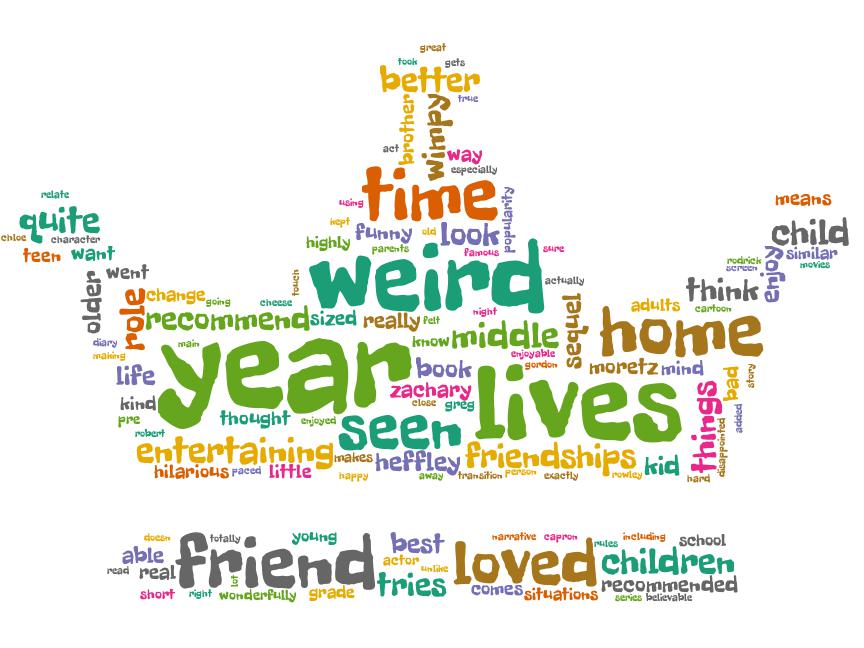 great
took gets
better
true
brother
wimpy
act
way
especially
relate
time
using
popularity
means
quite
kept
funny
old
look
child
chloe
character
highly
parents
famous
sure
similar
teen
want
movies
enjoy
rodrick
screen
older
went
touch
weird
actually
think
role
change
going
cheese
night
label
adults
cartoon
recommend
sized
really
felt
home
diary
main
know
middle
enjoyable
making
year
gordon
life
book
moretz
mind
story
bad
zachary
lives
things
kind
close
greg
added
pre
thought
enjoyed
seen
disappointed
robert
entertaining
makes
heffley
friendships
kid
hilarious
paced
little
happy
away
transition
person
exactly
rowley
hard
doesn
totally
young
best
narrative
capron
rules
including
school
able
friend
actor
loved
children
read
real
lot
unlike
tries
recommended
short
right
wonderfully
grade
comes
situations
series
believable